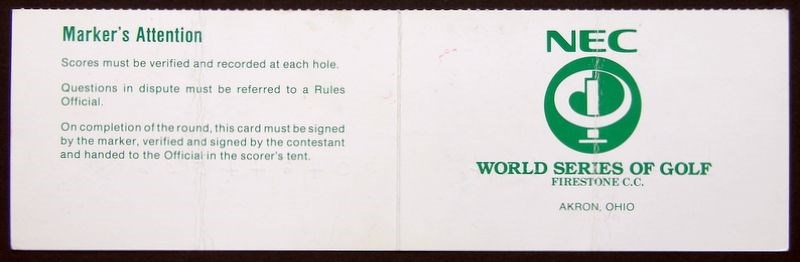 Marker's Attention
Scores must be verified and recorded at each hole.
Questions in dispute must be referred to a Rules
Official.
On completion of the round, this card must be signed
by the marker, verified and signed by the contestant
and handed to the Official in the scorer's tent.
NEC
WORLD SERIES OF GOLF
FIRESTONE C.C.
AKRON, OHIO